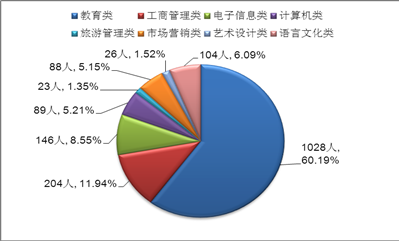 教育类 工商管理类 电子信息类 计算机类
旅游管理类 市场营销类 艺术设计类 语言文化类
26人, 1.52%
104人, 6.09%
88人, 5.15%
23人, 1.35%
89人, 5.21%
146人, 8.55%
204人, 11.94%
1028人,
60.19%